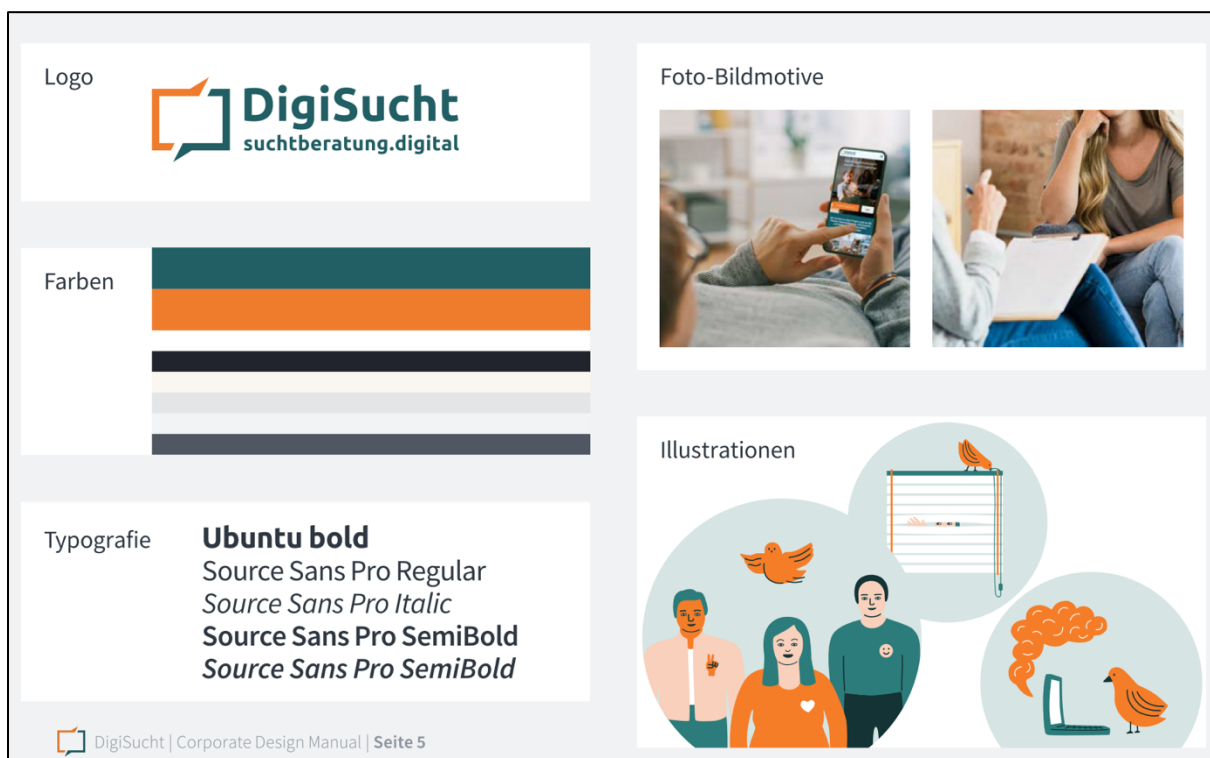 Logo
DigiSucht
suchtberatung.digital
Farben
Typografie
Ubuntu bold
Source Sans Pro Regular
Source Sans Pro Italic
Source Sans Pro SemiBold
Source Sans Pro SemiBold
DigiSucht | Corporate Design Manual | Seite 5
Foto-Bildmotive
Illustrationen